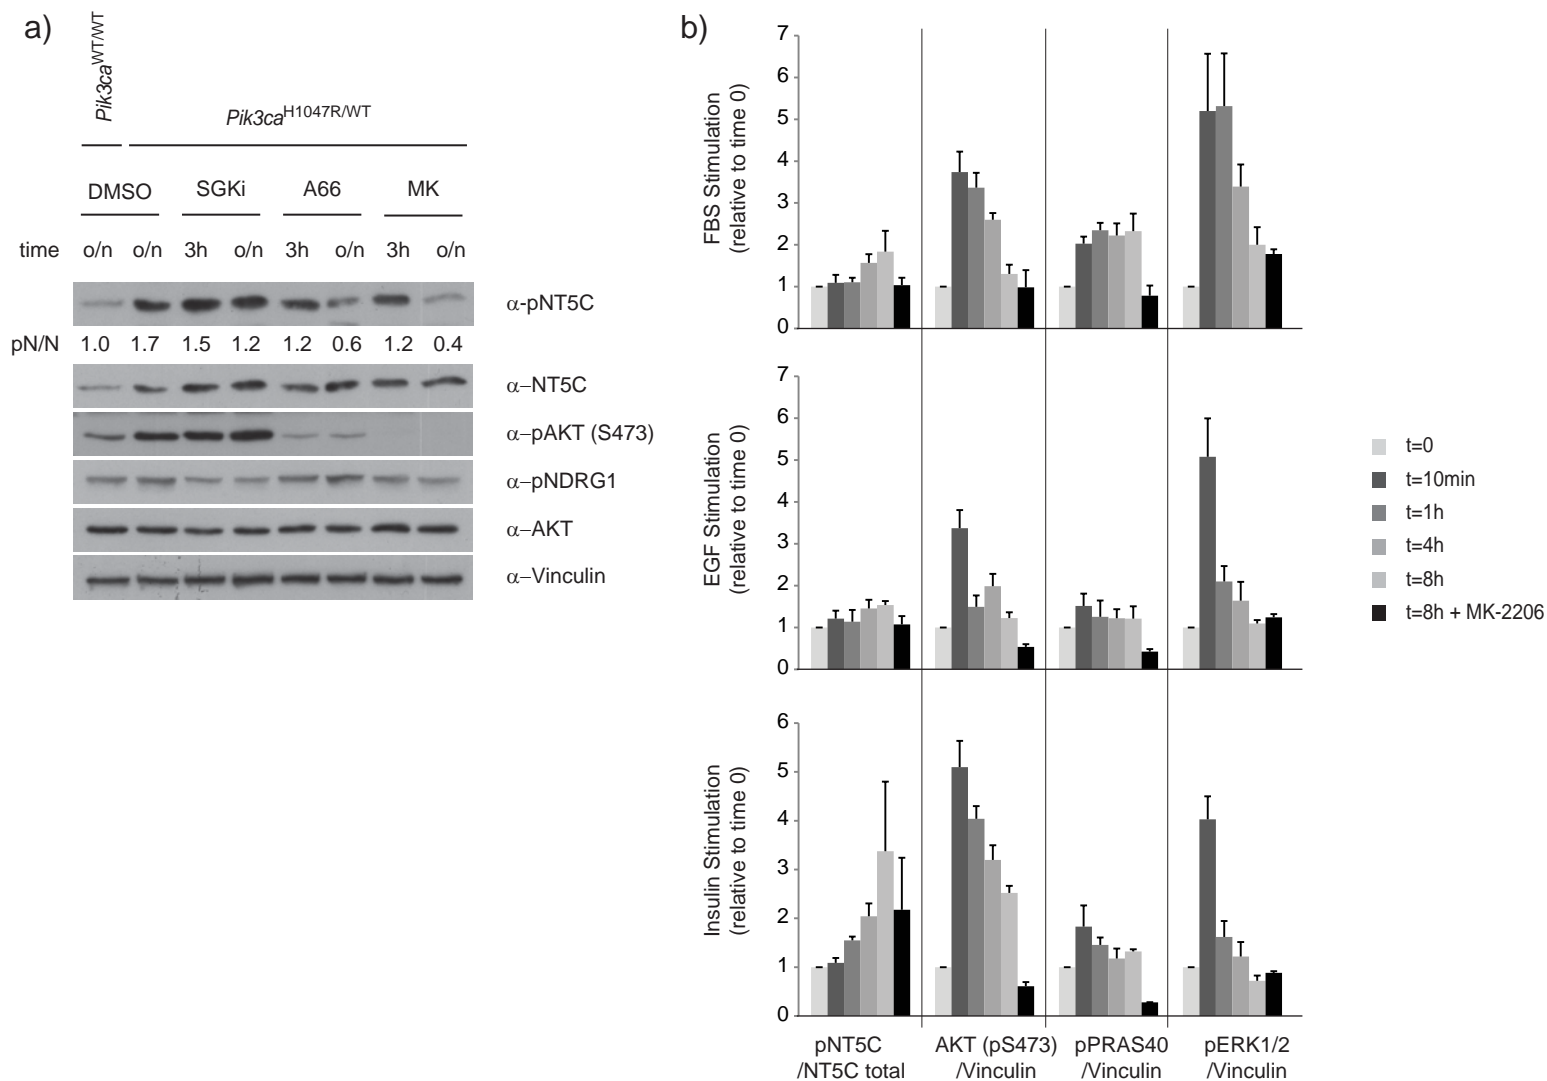 a)
Pik3caWT/WT
Pik3caH1047R/WT
DMSO SGKi A66 MK
time o/n o/n 3h o/n 3h o/n 3h o/n
α-pNT5C
pN/N 1.0 1.7 1.5 1.2 1.2 0.6 1.2 0.4
α–NT5C
α–pAKT (S473)
α–pNDRG1
α–AKT
α–Vinculin
b)
FBS Stimulation
(relative to time 0)
7
6
5
4
3
2
1
0
EGF Stimulation
(relative to time 0)
7
6
5
4
3
2
1
0
Insulin Stimulation
(relative to time 0)
6
5
4
3
2
1
0
pNT5C
/NT5C total
AKT (pS473)
/Vinculin
pPRAS40
/Vinculin
pERK1/2
/Vinculin
t=0
t=10min
t=1h
t=4h
t=8h
t=8h + MK-2206